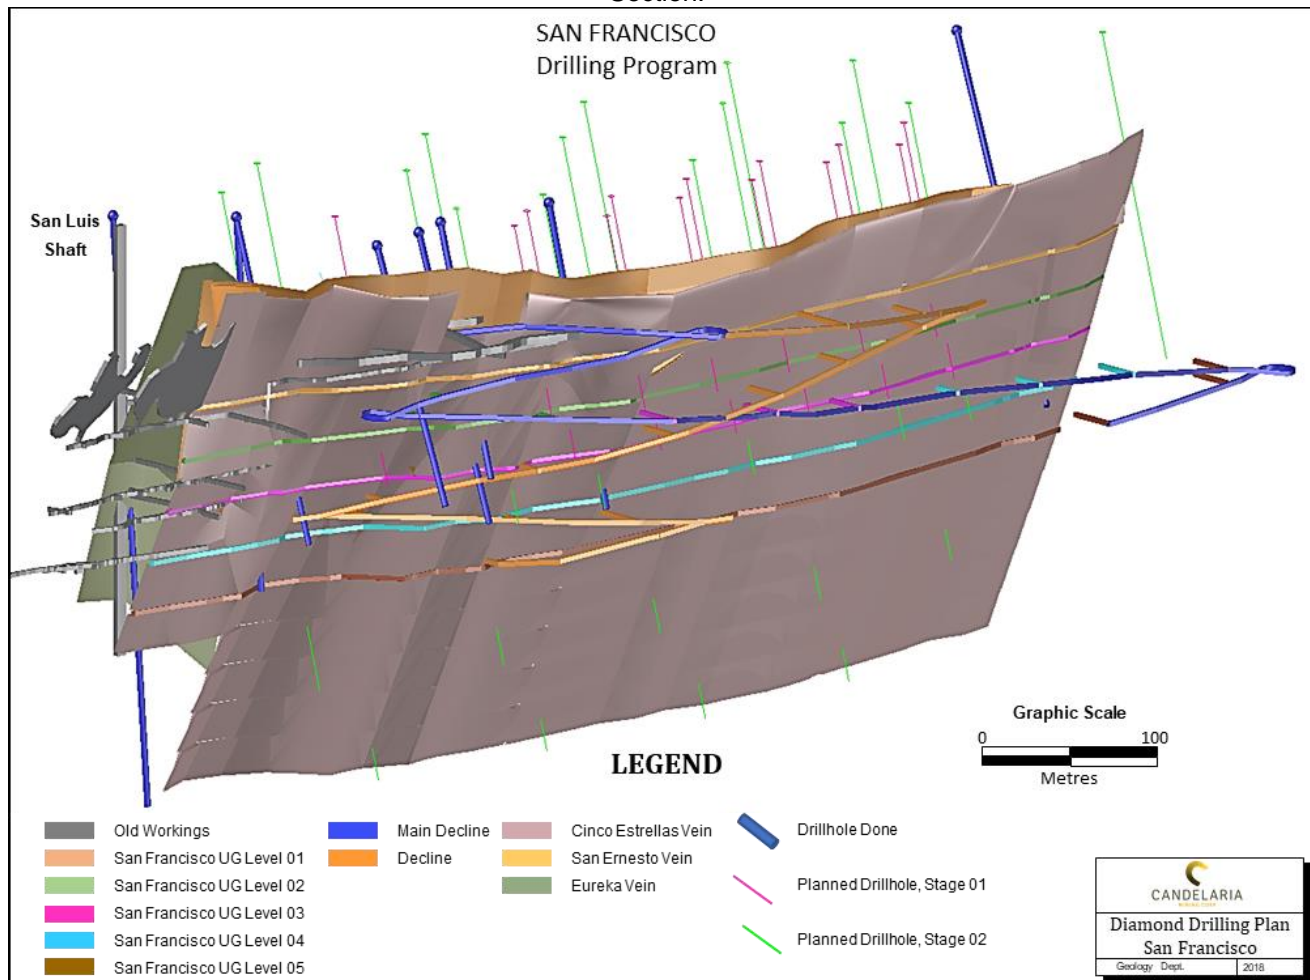 Section.
SAN FRANCISCO
Drilling Program
San Luis
Shaft
Graphic Scale
0 100
Metres
LEGEND
Old Workings
San Francisco UG Level 01
San Francisco UG Level 02
San Francisco UG Level 03
San Francisco UG Level 04
San Francisco UG Level 05
Main Decline
Decline
Cinco Estrellas Vein
San Ernesto Vein
Eureka Vein
Drillhole Done
Planned Drillhole, Stage 01
Planned Drillhole, Stage 02
CANDELARIA
MINING CORP
Diamond Drilling Plan
San Francisco
Geology Dept. 2018